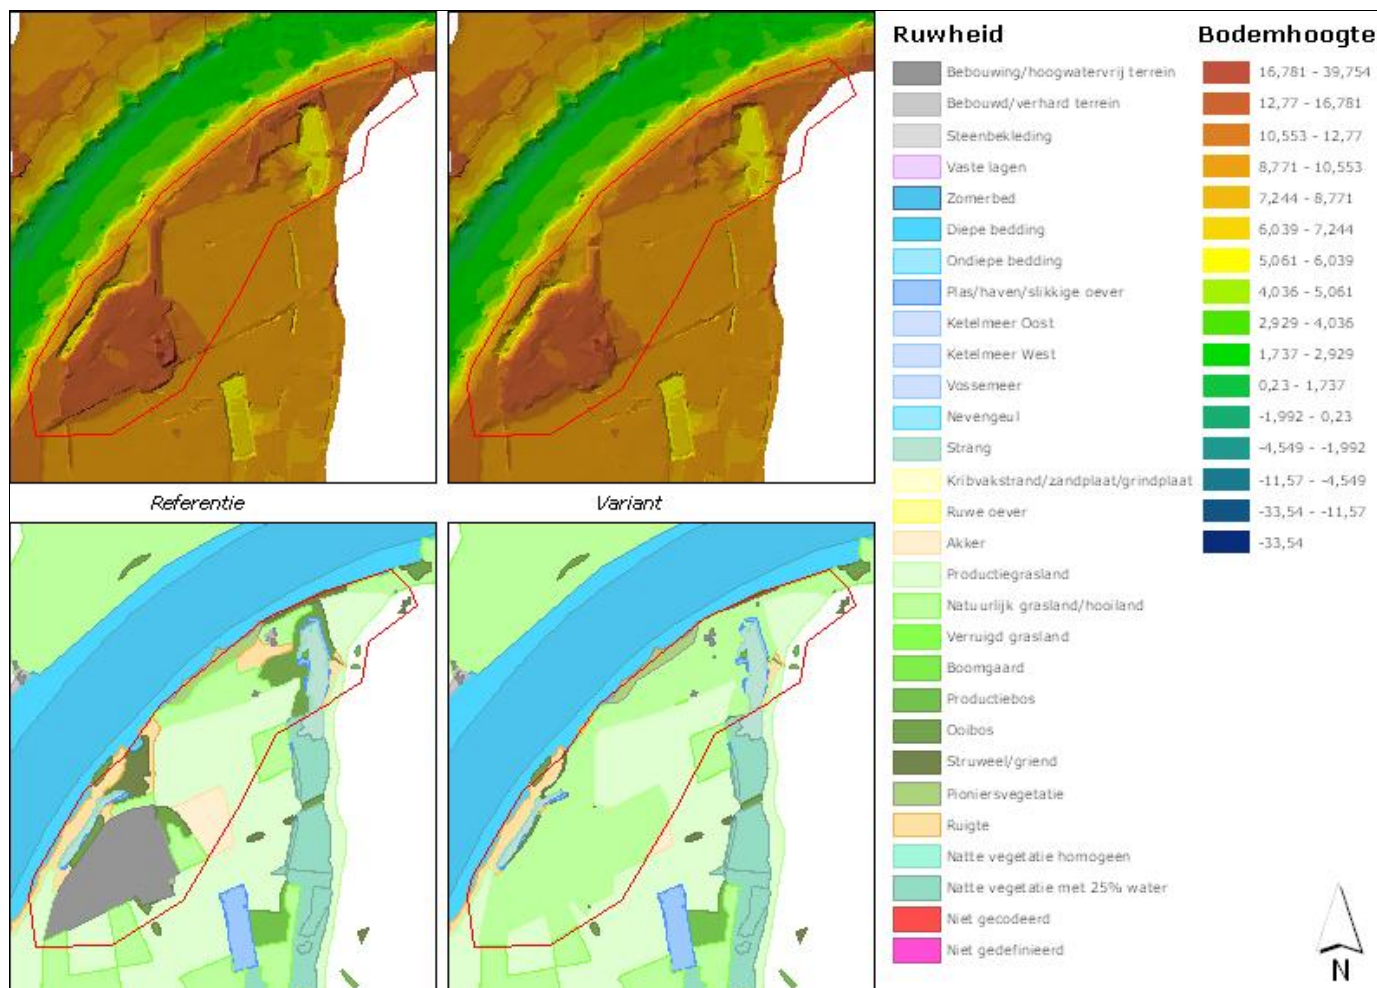 Referentie
Variant
Ruwheid
Bebouwing/hoogwatervrij terrein
Bebouwd/verhard terrein
Steenbekleding
Vaste lagen
Zomerbed
Diepe bedding
Ondiepe bedding
Plas/haven/slikkige oever
Ketelmeer Oost
Ketelmeer West
Vossemeer
Nevengeul
Strang
Kribvakstrand/zandplaat/grindplaat
Ruwe oever
Akker
Productiegrasland
Natuurlijk grasland/hooiland
Verruigd grasland
Boomgaard
Productiebos
Ooibos
Struweel/griend
Pioniersvegetatie
Ruigte
Natte vegetatie homogeen
Natte vegetatie met 25% water
Niet gecodeerd
Niet gedefinieerd
Bodemhoogte
16,781 - 39,754
12,77 - 16,781
10,553 - 12,77
8,771 - 10,553
7,244 - 8,771
6,039 - 7,244
5,061 - 6,039
4,036 - 5,061
2,929 - 4,036
1,737 - 2,929
0,23 - 1,737
-1,992 - 0,23
-4,549 - -1,992
-11,57 - -4,549
-33,54 - -11,57
-33,54
N